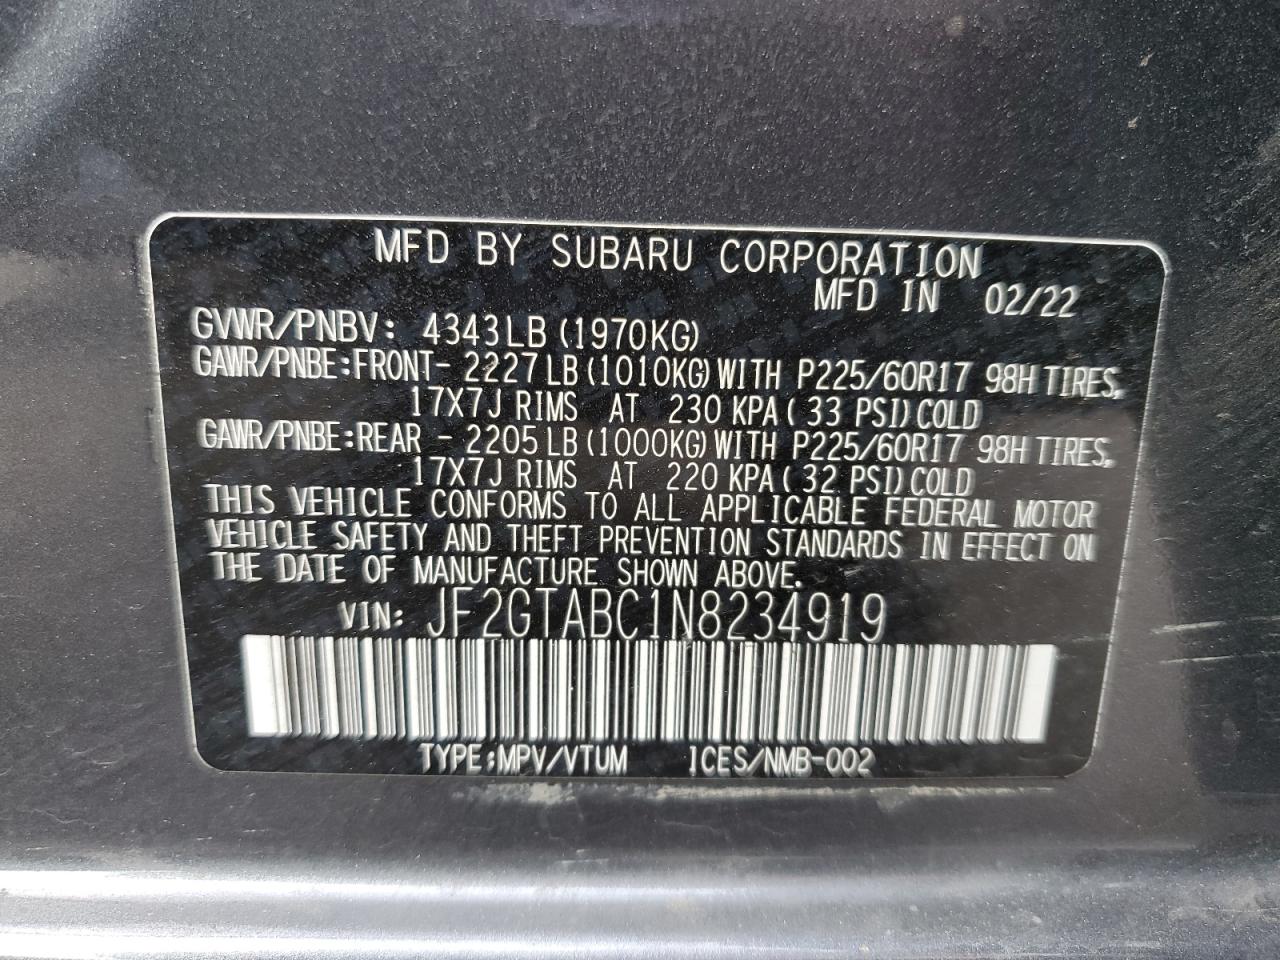 MFD BY SUBARU CORPORATION
MFD IN 02/22
GVWR/PNBV: 4343LB (1970KG)
GAWR/PNBE:FRONT- 2227LB (1010KG) WITH P225/60R17 98H TIRES,
17X7J RIMS AT 230 KPA ( 33 PSI) COLD
GAWR/PNBE:REAR - 2205LB (1000KG) WITH P225/60R17 98H TIRES,
17X7J RIMS AT 220 KPA ( 32 PSI) COLD
THIS VEHICLE CONFORMS TO ALL APPLICABLE FEDERAL MOTOR
VEHICLE SAFETY AND THEFT PREVENTION STANDARDS IN EFFECT ON
THE DATE OF MANUFACTURE SHOWN ABOVE.
VIN: JF2GTABC1N8234919
TYPE:MPV/VTUM ICES/NMB-002